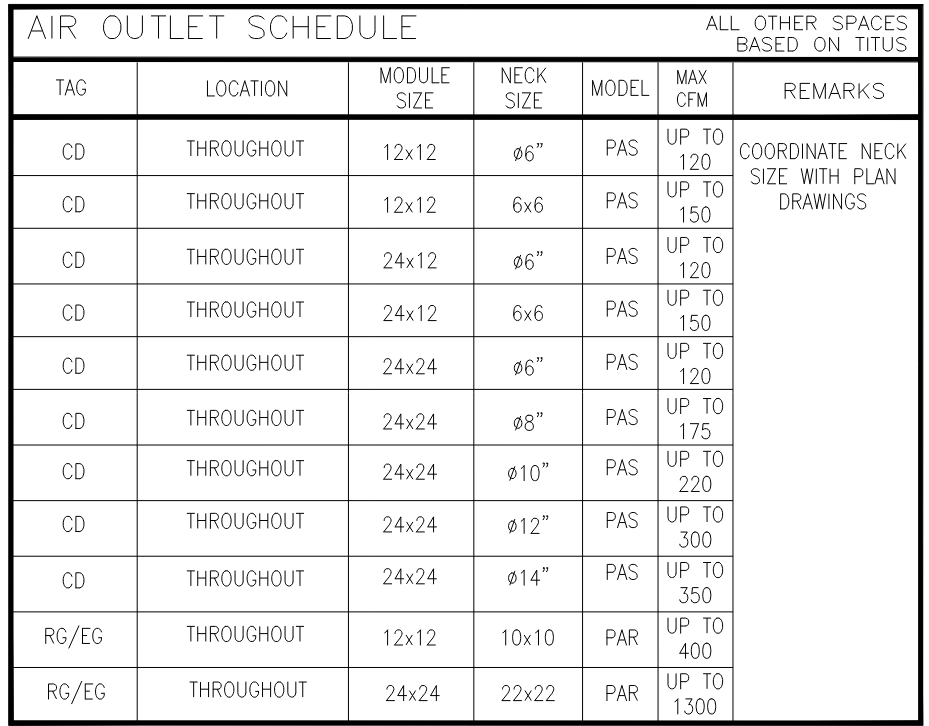 AIR OUTLET SCHEDULE
ALL OTHER SPACES
BASED ON TITUS
TAG LOCATION MODULE SIZE NECK SIZE MODEL MAX CFM REMARKS
CD THROUGHOUT 12x12 ø6" PAS UP TO 120
COORDINATE NECK
SIZE WITH PLAN
DRAWINGS
CD THROUGHOUT 12x12 6x6 PAS UP TO 150
CD THROUGHOUT 24x12 ø6" PAS UP TO 120
CD THROUGHOUT 24x12 6x6 PAS UP TO 150
CD THROUGHOUT 24x24 ø6" PAS UP TO 120
CD THROUGHOUT 24x24 ø8" PAS UP TO 175
CD THROUGHOUT 24x24 ø10" PAS UP TO 220
CD THROUGHOUT 24x24 ø12" PAS UP TO 300
CD THROUGHOUT 24x24 ø14" PAS UP TO 350
RG/EG THROUGHOUT 12x12 10x10 PAR UP TO 400
RG/EG THROUGHOUT 24x24 22x22 PAR UP TO 1300